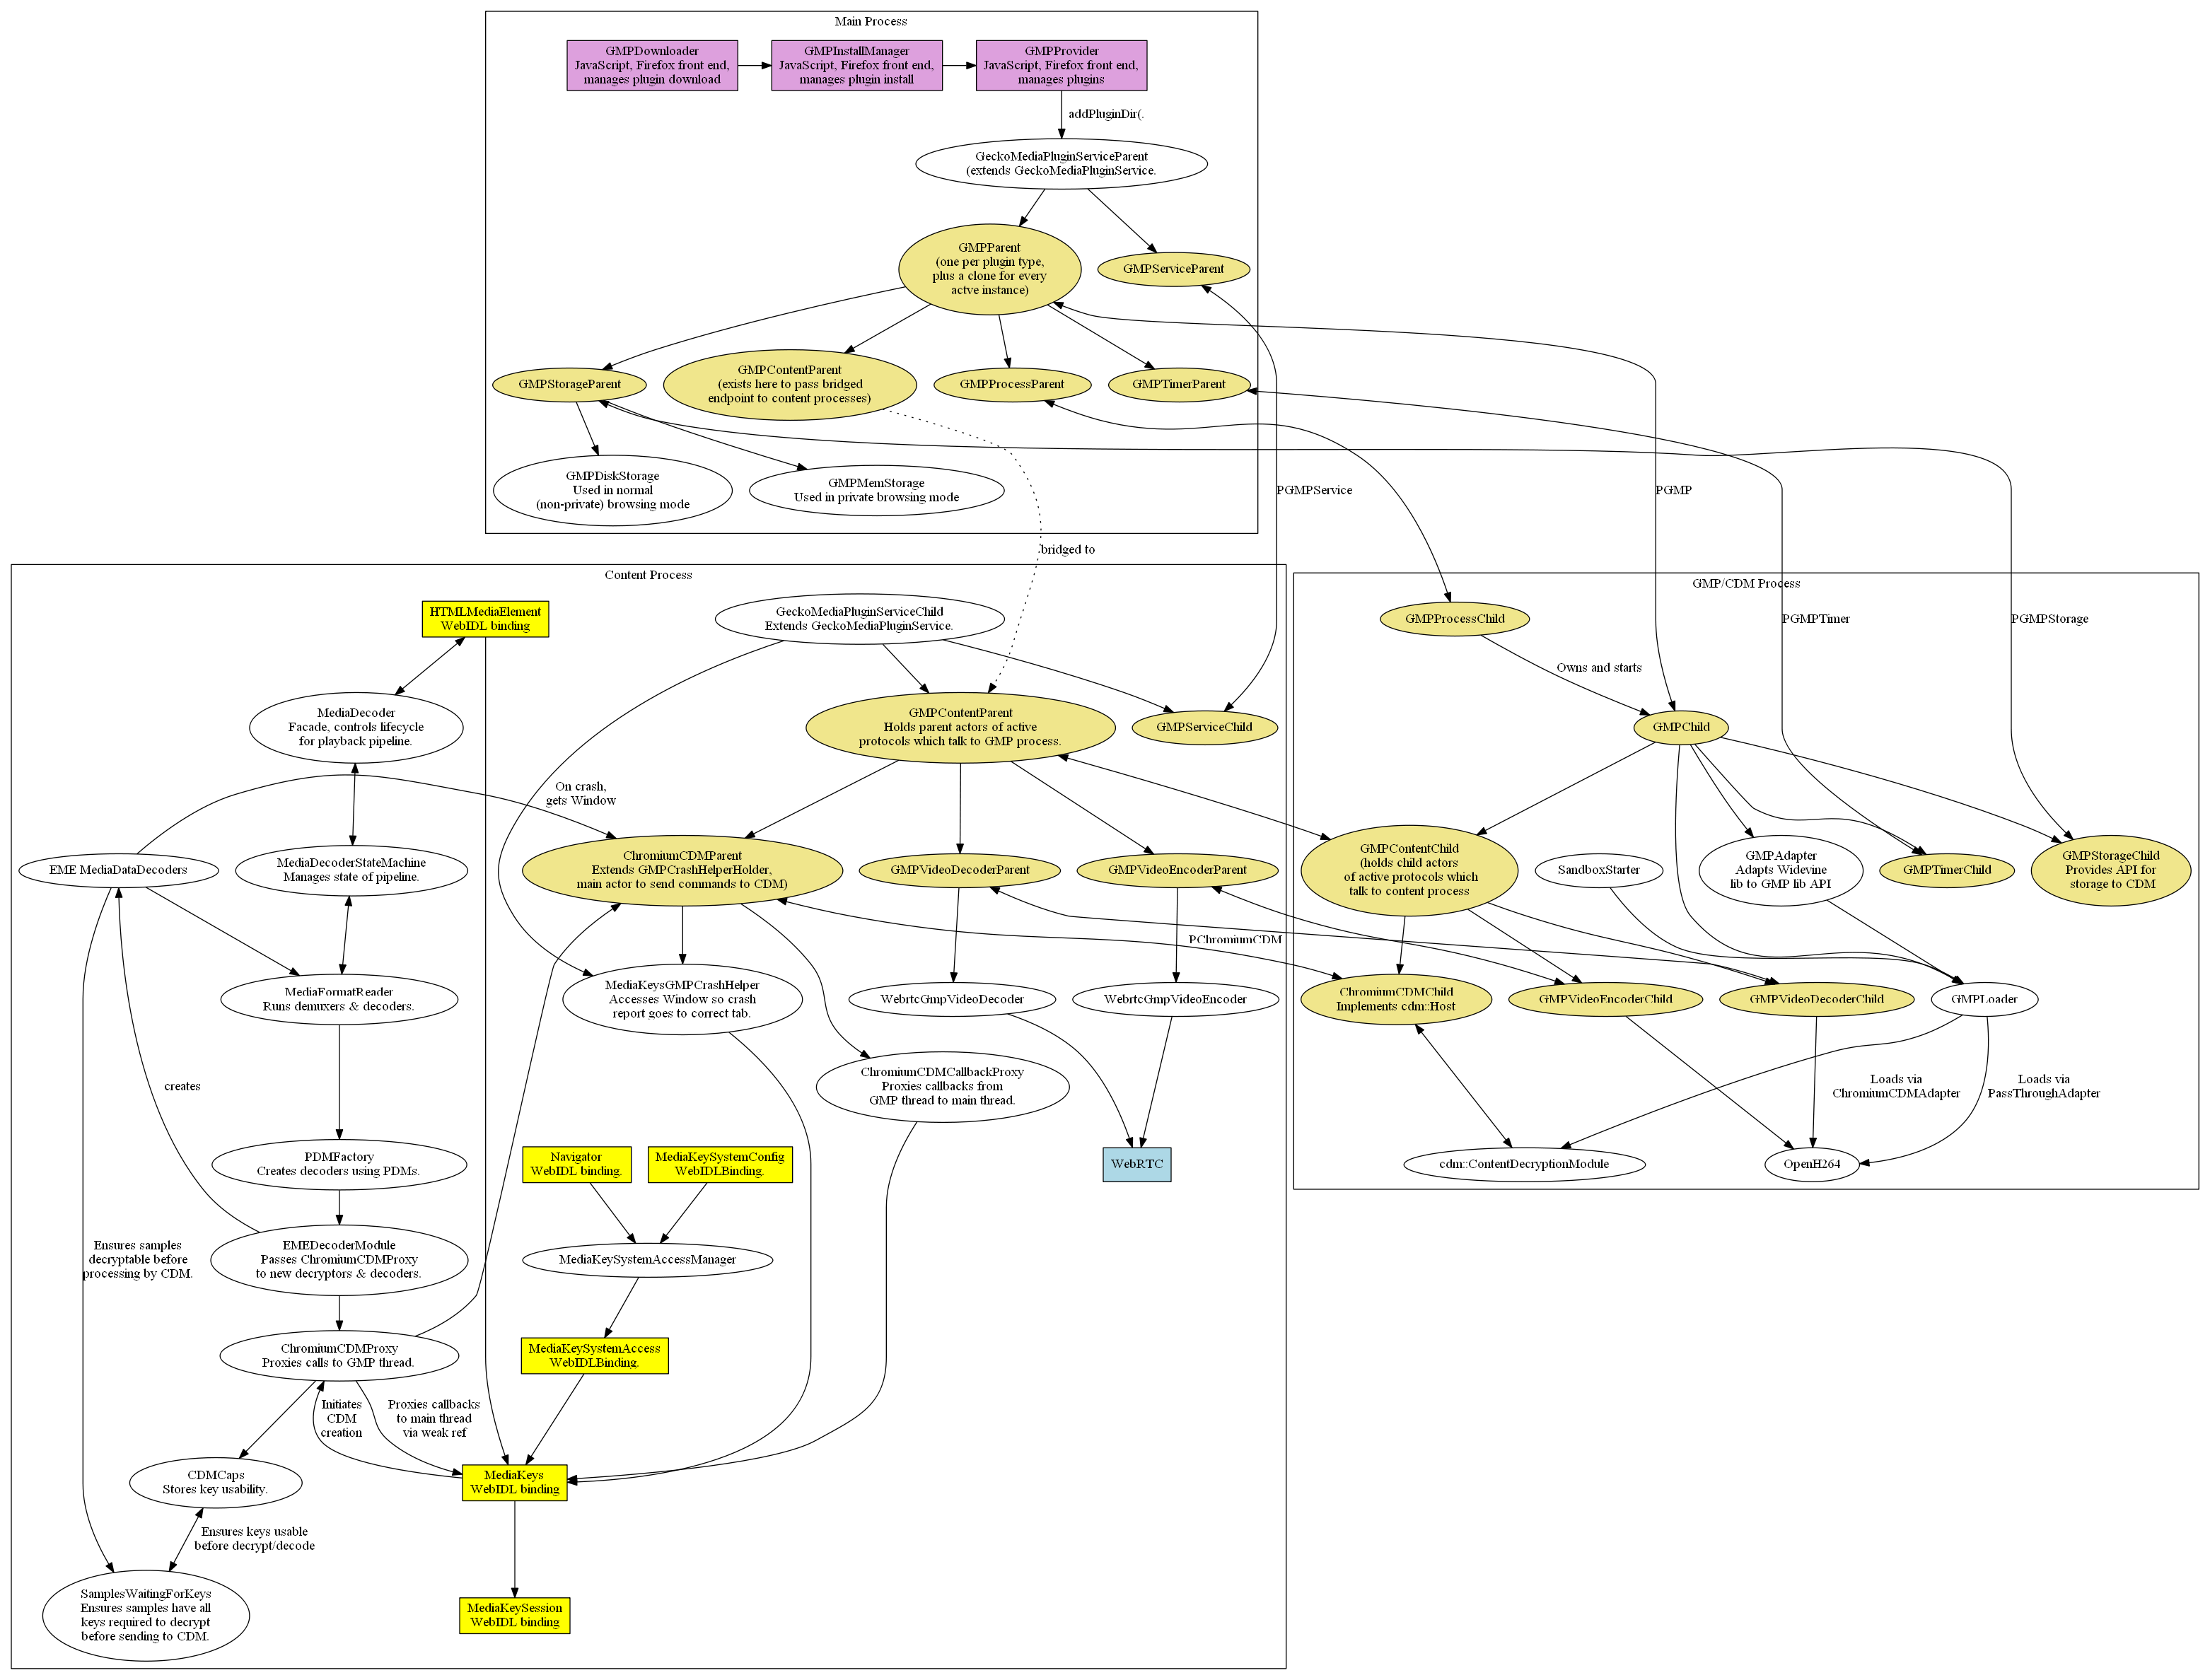 Main Process
GMPDownloader
JavaScript, Firefox front end,
manages plugin download
GMPInstallManager
JavaScript, Firefox front end,
manages plugin install
GMPProvider
JavaScript, Firefox front end,
manages plugins
addPluginDir(.
GeckoMediaPluginServiceParent
(extends GeckoMediaPluginService.
GMPParent
(one per plugin type,
plus a clone for every
actve instance)
GMPServiceParent
GMPStorageParent
GMPContentParent
(exists here to pass bridged
endpoint to content processes)
GMPProcessParent
GMPTimerParent
GMPDiskStorage
Used in normal
(non-private) browsing mode
GMPMemStorage
Used in private browsing mode
PGMPService
PGMP
bridged to
Content Process
GMP/CDM Process
HTMLMediaElement
WebIDL binding
GeckoMediaPluginServiceChild
Extends GeckoMediaPluginService.
GMPProcessChild
PGMPTimer
PGMPStorage
Owns and starts
MediaDecoder
Facade, controls lifecycle
for playback pipeline.
GMPContentParent
Holds parent actors of active
protocols which talk to GMP process.
GMPServiceChild
GMPChild
On crash,
gets Window
EME MediaDataDecoders
MediaDecoderStateMachine
Manages state of pipeline.
ChromiumCDMParent
Extends GMPCrashHelperHolder,
main actor to send commands to CDM)
GMPVideoDecoderParent
GMPVideoEncoderParent
GMPContentChild
(holds child actors
of active protocols which
talk to content process
SandboxStarter
GMPAdapter
Adapts Widevine
lib to GMP lib API
GMPTimerChild
GMPStorageChild
Provides API for
storage to CDM
PChromiumCDM
MediaFormatReader
Runs demuxers & decoders.
MediaKeysGMPCrashHelper
Accesses Window so crash
report goes to correct tab.
WebrtcGmpVideoDecoder
WebrtcGmpVideoEncoder
ChromiumCDMChild
Implements cdm::Host
GMPVideoEncoderChild
GMPVideoDecoderChild
GMPLoader
creates
ChromiumCDMCallbackProxy
Proxies callbacks from
GMP thread to main thread.
Loads via
ChromiumCDMAdapter
Loads via
PassThroughAdapter
PDMFactory
Creates decoders using PDMs.
Navigator
WebIDL binding.
MediaKeySystemConfig
WebIDLBinding.
WebRTC
cdm::ContentDecryptionModule
OpenH264
Ensures samples
decryptable before
processing by CDM.
EMEDecoderModule
Passes ChromiumCDMProxy
to new decryptors & decoders.
MediaKeySystemAccessManager
ChromiumCDMProxy
Proxies calls to GMP thread.
MediaKeySystemAccess
WebIDLBinding.
Initiates
CDM
creation
Proxies callbacks
to main thread
via weak ref
CDMCaps
Stores key usability.
MediaKeys
WebIDL binding
Ensures keys usable
before decrypt/decode
SamplesWaitingForKeys
Ensures samples have all
keys required to decrypt
before sending to CDM.
MediaKeySession
WebIDL binding